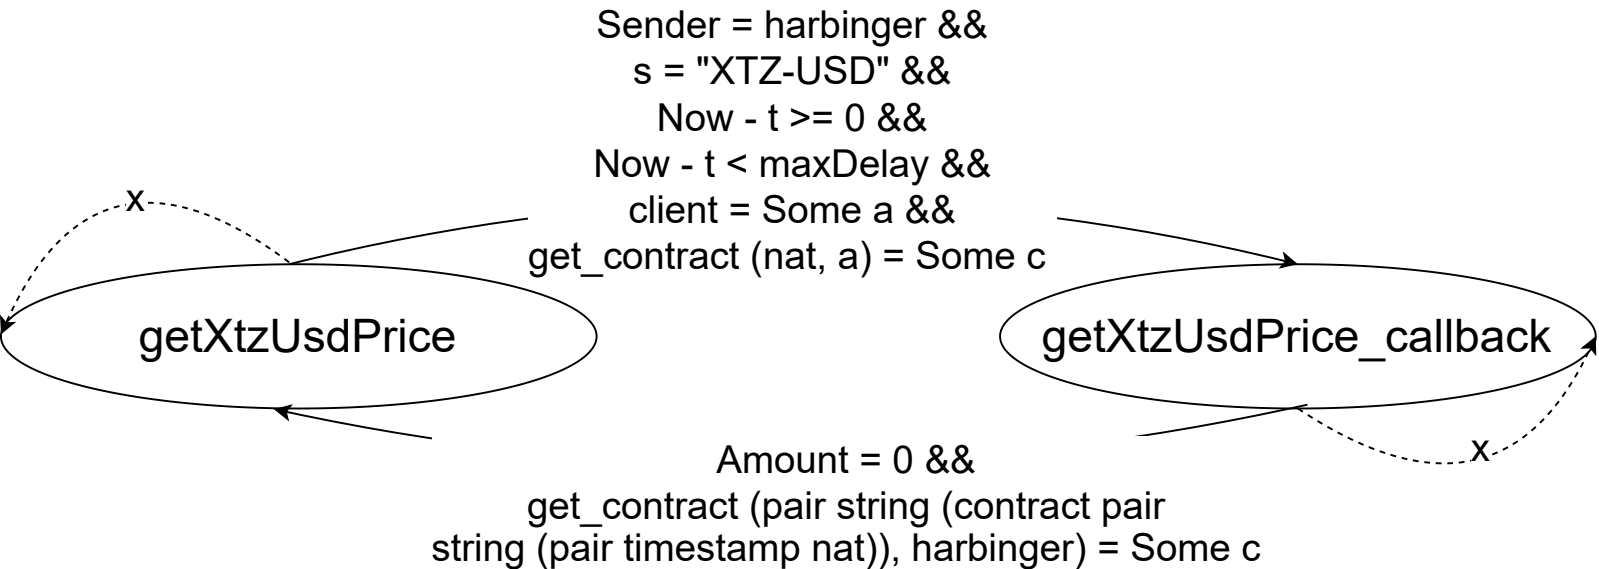 Sender = harbinger &&
s = "XTZ-USD" &&
Now - t >= 0 &&
Now - t < maxDelay &&
client = Some a &&
get_contract (nat, a) = Some c
x
getXtzUsdPrice
getXtzUsdPrice_callback
x
Amount = 0 &&
get_contract (pair string (contract pair
string (pair timestamp nat)), harbinger) = Some c